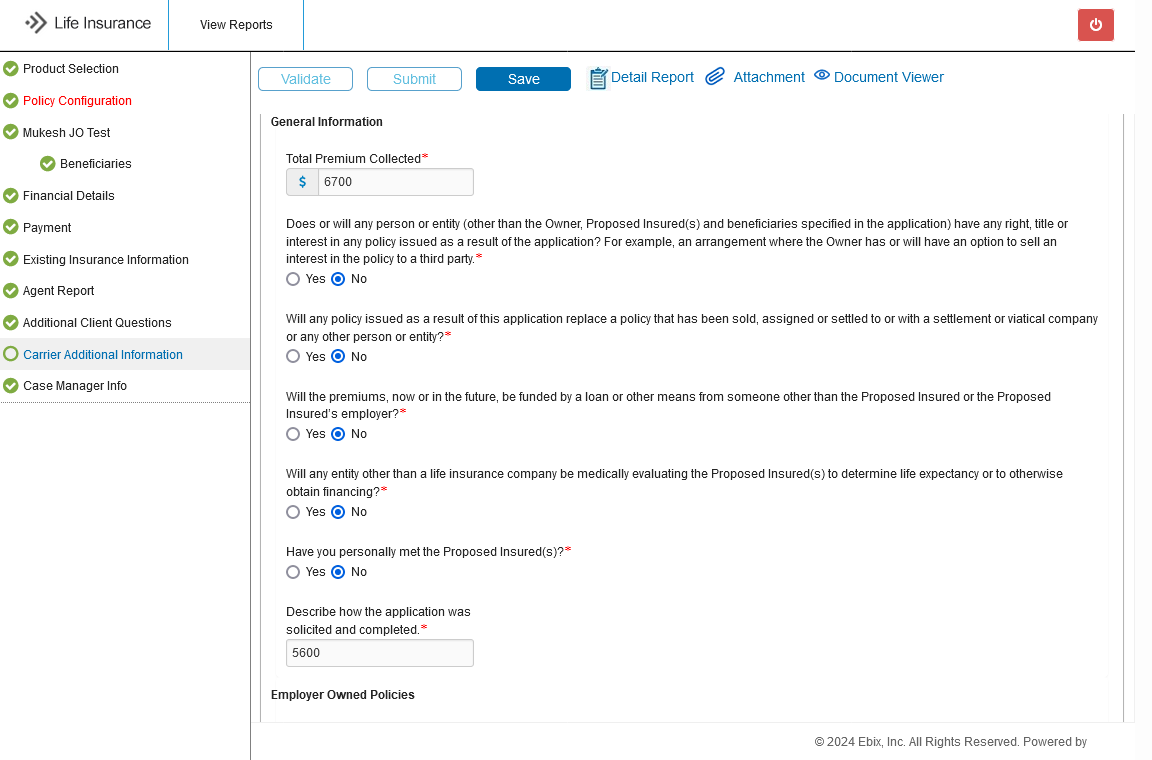 Life Insurance
View Reports
Product Selection
Policy Configuration
Mukesh JO Test
Beneficiaries
Financial Details
Payment
Existing Insurance Information
Agent Report
Additional Client Questions
Carrier Additional Information
Case Manager Info
Validate
Submit
Save
Detail Report
Attachment
Document Viewer
General Information
Total Premium Collected*
$ 6700
Does or will any person or entity (other than the Owner, Proposed Insured(s) and beneficiaries specified in the application) have any right, title or
interest in any policy issued as a result of the application? For example, an arrangement where the Owner has or will have an option to sell an
interest in the policy to a third party.*
Yes No
Will any policy issued as a result of this application replace a policy that has been sold, assigned or settled to or with a settlement or viatical company
or any other person or entity?*
Yes No
Will the premiums, now or in the future, be funded by a loan or other means from someone other than the Proposed Insured or the Proposed
Insured's employer?*
Yes No
Will any entity other than a life insurance company be medically evaluating the Proposed Insured(s) to determine life expectancy or to otherwise
obtain financing?*
Yes No
Have you personally met the Proposed Insured(s)?*
Yes No
Describe how the application was
solicited and completed.*
5600
Employer Owned Policies
© 2024 Ebix, Inc. All Rights Reserved. Powered by